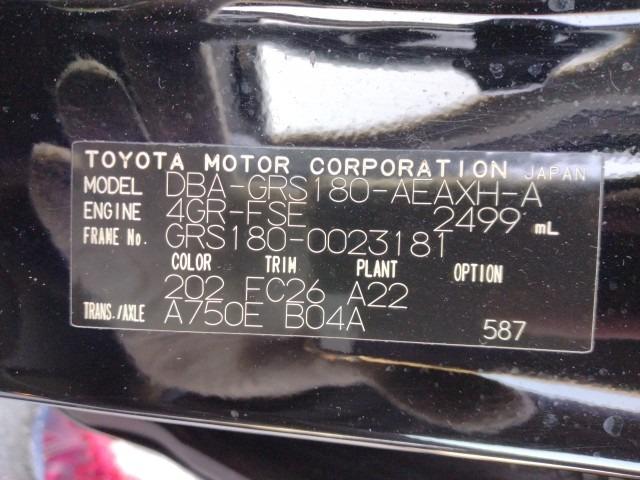 TOYOTA MOTOR CORPORATION JAPAN
MODEL DBA-GRS180-AEAXH-A
ENGINE 4GR-FSE 2499 mL
FRAME No. GRS180-0023181
COLOR TRIM PLANT OPTION
202 FC26 A22
TRANS./AXLE A750E B04A 587